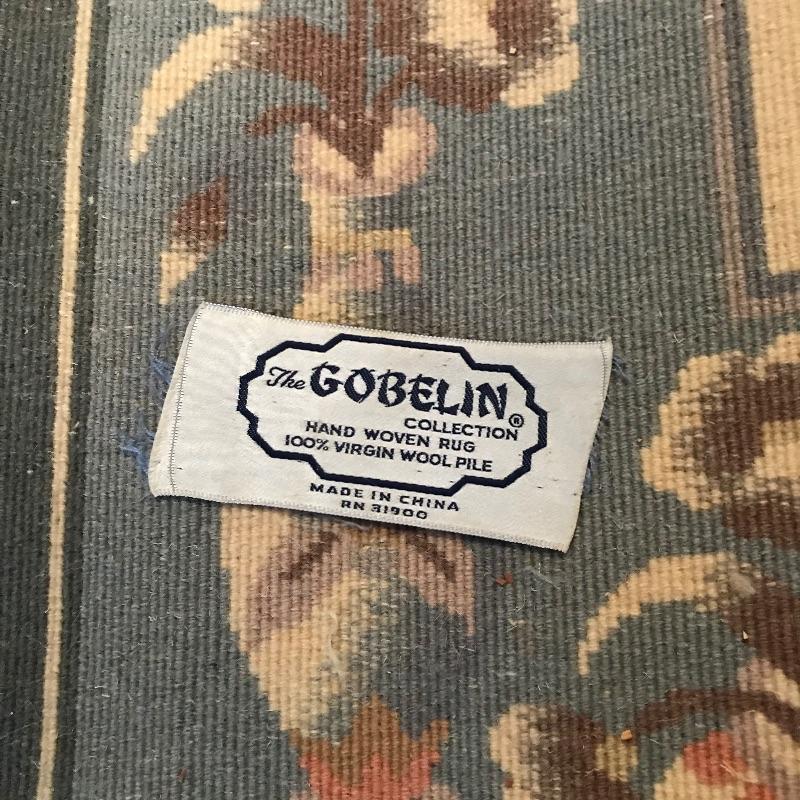 The GOBELIN®
COLLECTION
HAND WOVEN RUG
100% VIRGIN WOOL PILE
MADE IN CHINA
RN 31900